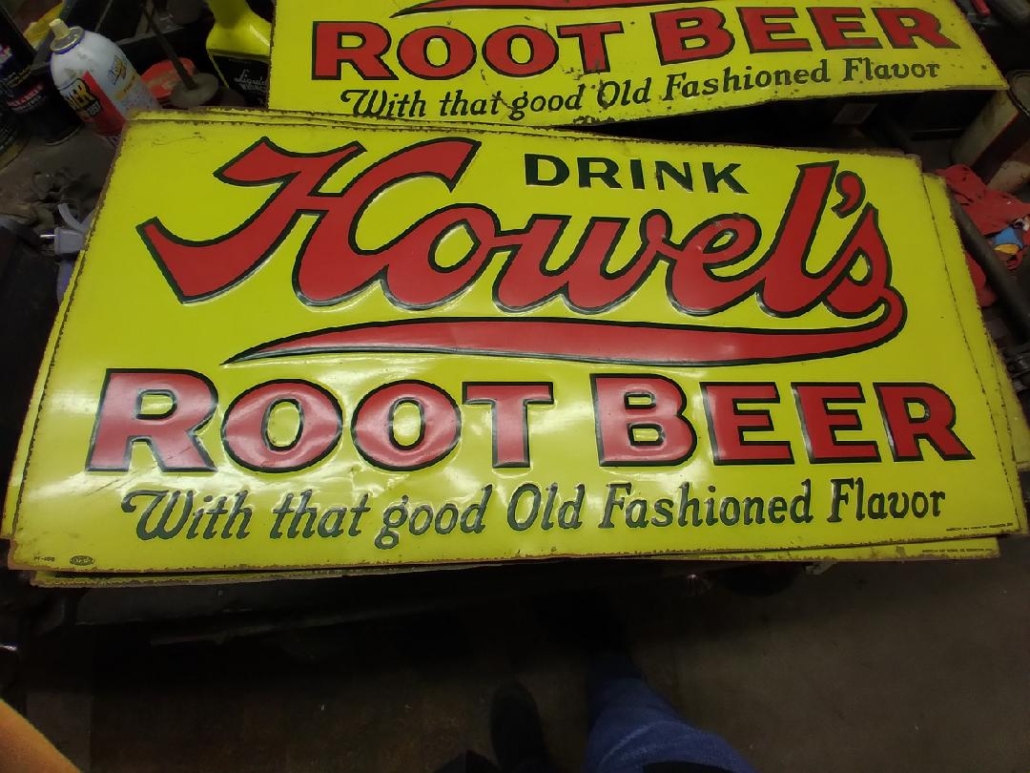 ROOT BEER
With that good Old Fashioned Flavor
DRINK
Howel's
ROOT BEER
With that good Old Fashioned Flavor